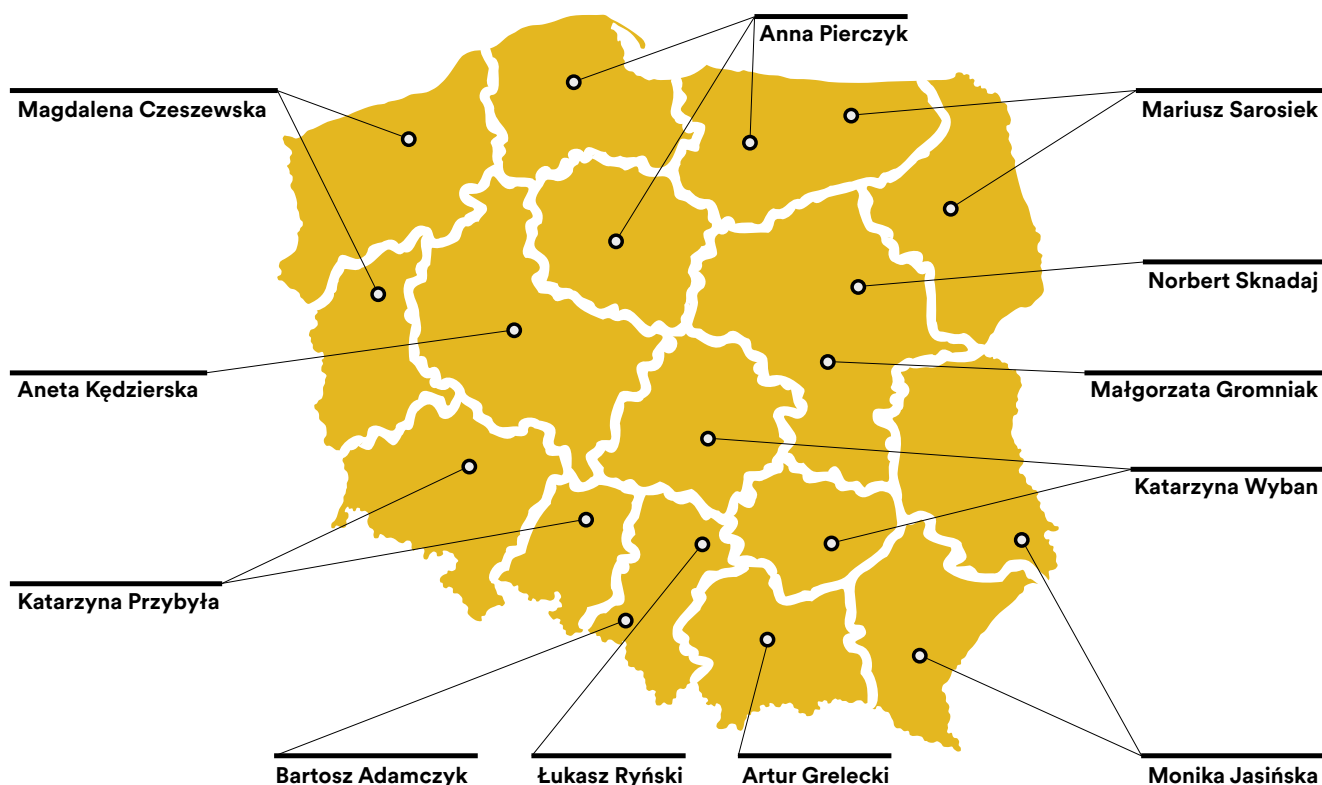 Anna Pierczyk
Magdalena Czeszewska
Mariusz Sarosiek
Norbert Sknadaj
Aneta Kędzierska
Małgorzata Gromniak
Katarzyna Wyban
Katarzyna Przybyła
Bartosz Adamczyk
Łukasz Ryński
Artur Grelecki
Monika Jasińska